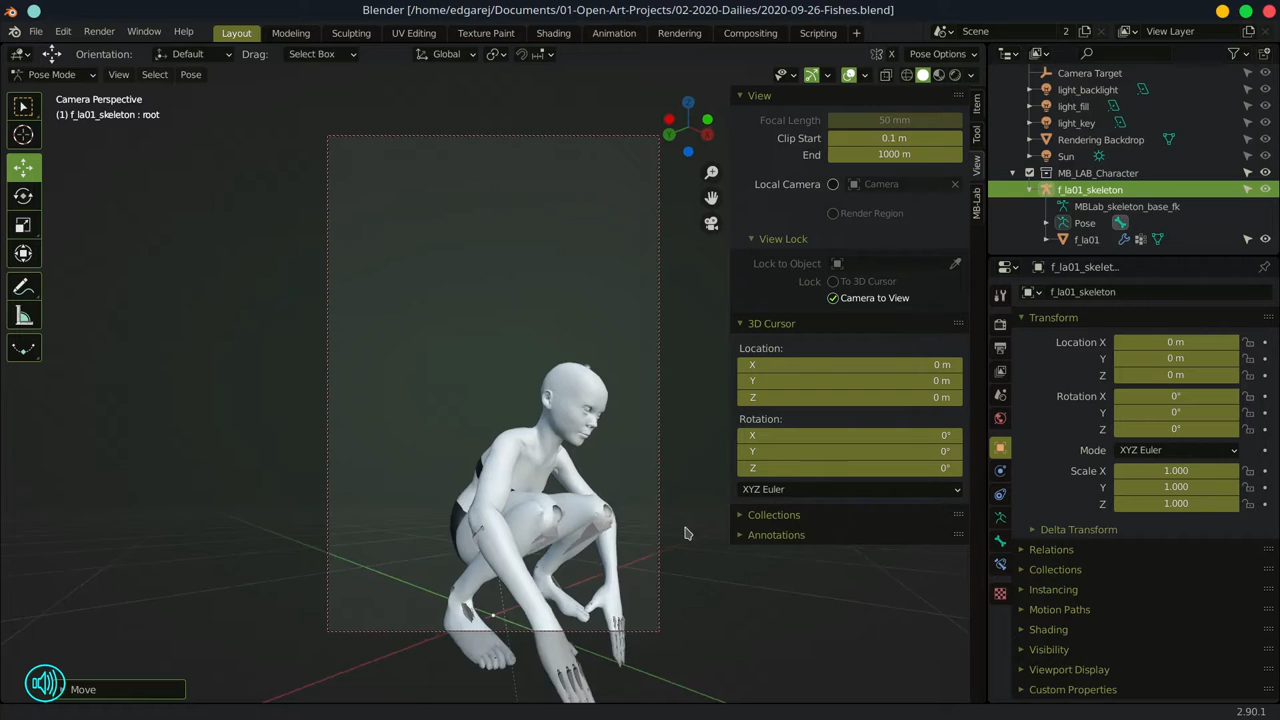 Blender [/home/edgarej/Documents/01-Open-Art-Projects/02-2020-Dailies/2020-09-26-Fishes.blend]
File Edit Render Window Help Layout Modeling Sculpting UV Editing Texture Paint Shading Animation Rendering Compositing Scripting + Scene 2 View Layer
Orientation: Default Drag: Select Box Global Pose Options
Pose Mode View Select Pose
Camera Perspective
(1) f_la01_skeleton : root
Z
Y
X
Move
View
Focal Length 50 mm
Clip Start 0.1 m
End 1000 m
Local Camera Camera
Render Region
View Lock
Lock to Object
Lock To 3D Cursor
Camera to View
3D Cursor
Location:
X 0 m
Y 0 m
Z 0 m
Rotation:
X 0°
Y 0°
Z 0°
XYZ Euler
Collections
Annotations
Item
Tool
View
MB-Lab
Camera Target
light_backlight
light_fill
light_key
Rendering Backdrop
Sun
MB_LAB_Character
f_la01_skeleton
MBLab_skeleton_base_fk
Pose
f_la01
f_la01_skelet...
f_la01_skeleton
Transform
Location X 0 m
Y 0 m
Z 0 m
Rotation X 0°
Y 0°
Z 0°
Mode XYZ Euler
Scale X 1.000
Y 1.000
Z 1.000
Delta Transform
Relations
Collections
Instancing
Motion Paths
Shading
Visibility
Viewport Display
Custom Properties
2.90.1